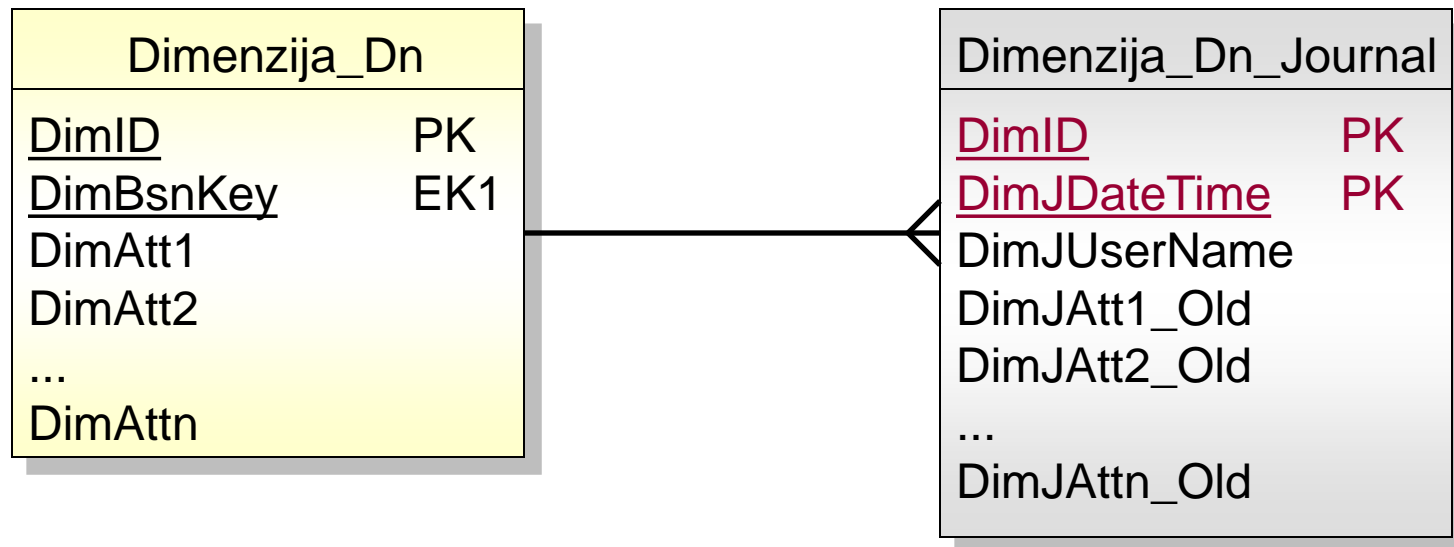 Dimenzija_Dn
DimID PK
DimBsnKey EK1
DimAtt1
DimAtt2
...
DimAttn
Dimenzija_Dn_Journal
DimID PK
DimJDateTime PK
DimJUserName
DimJAtt1_Old
DimJAtt2_Old
...
DimJAttn_Old